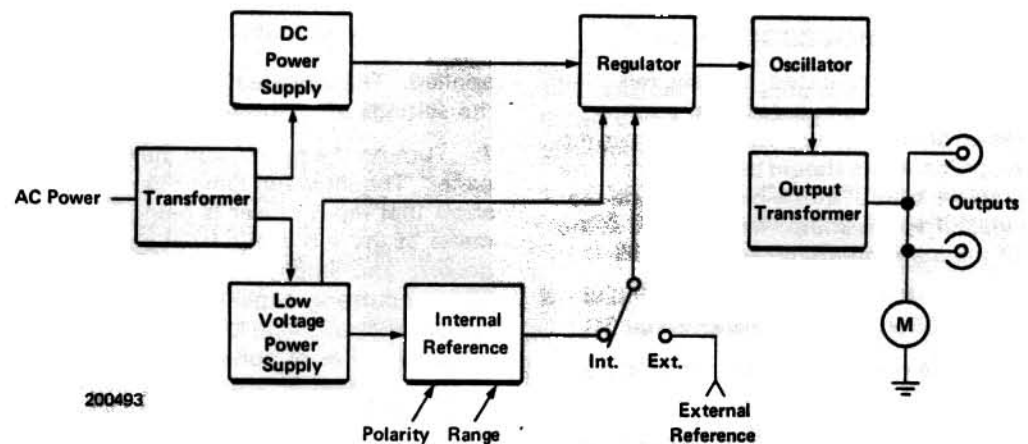 DC
Power
Supply
Regulator
Oscillator
AC Power
Transformer
Output
Transformer
Outputs
Low
Voltage
Power
Supply
Internal
Reference
Int.
Ext.
M
200493
Polarity
Range
External
Reference